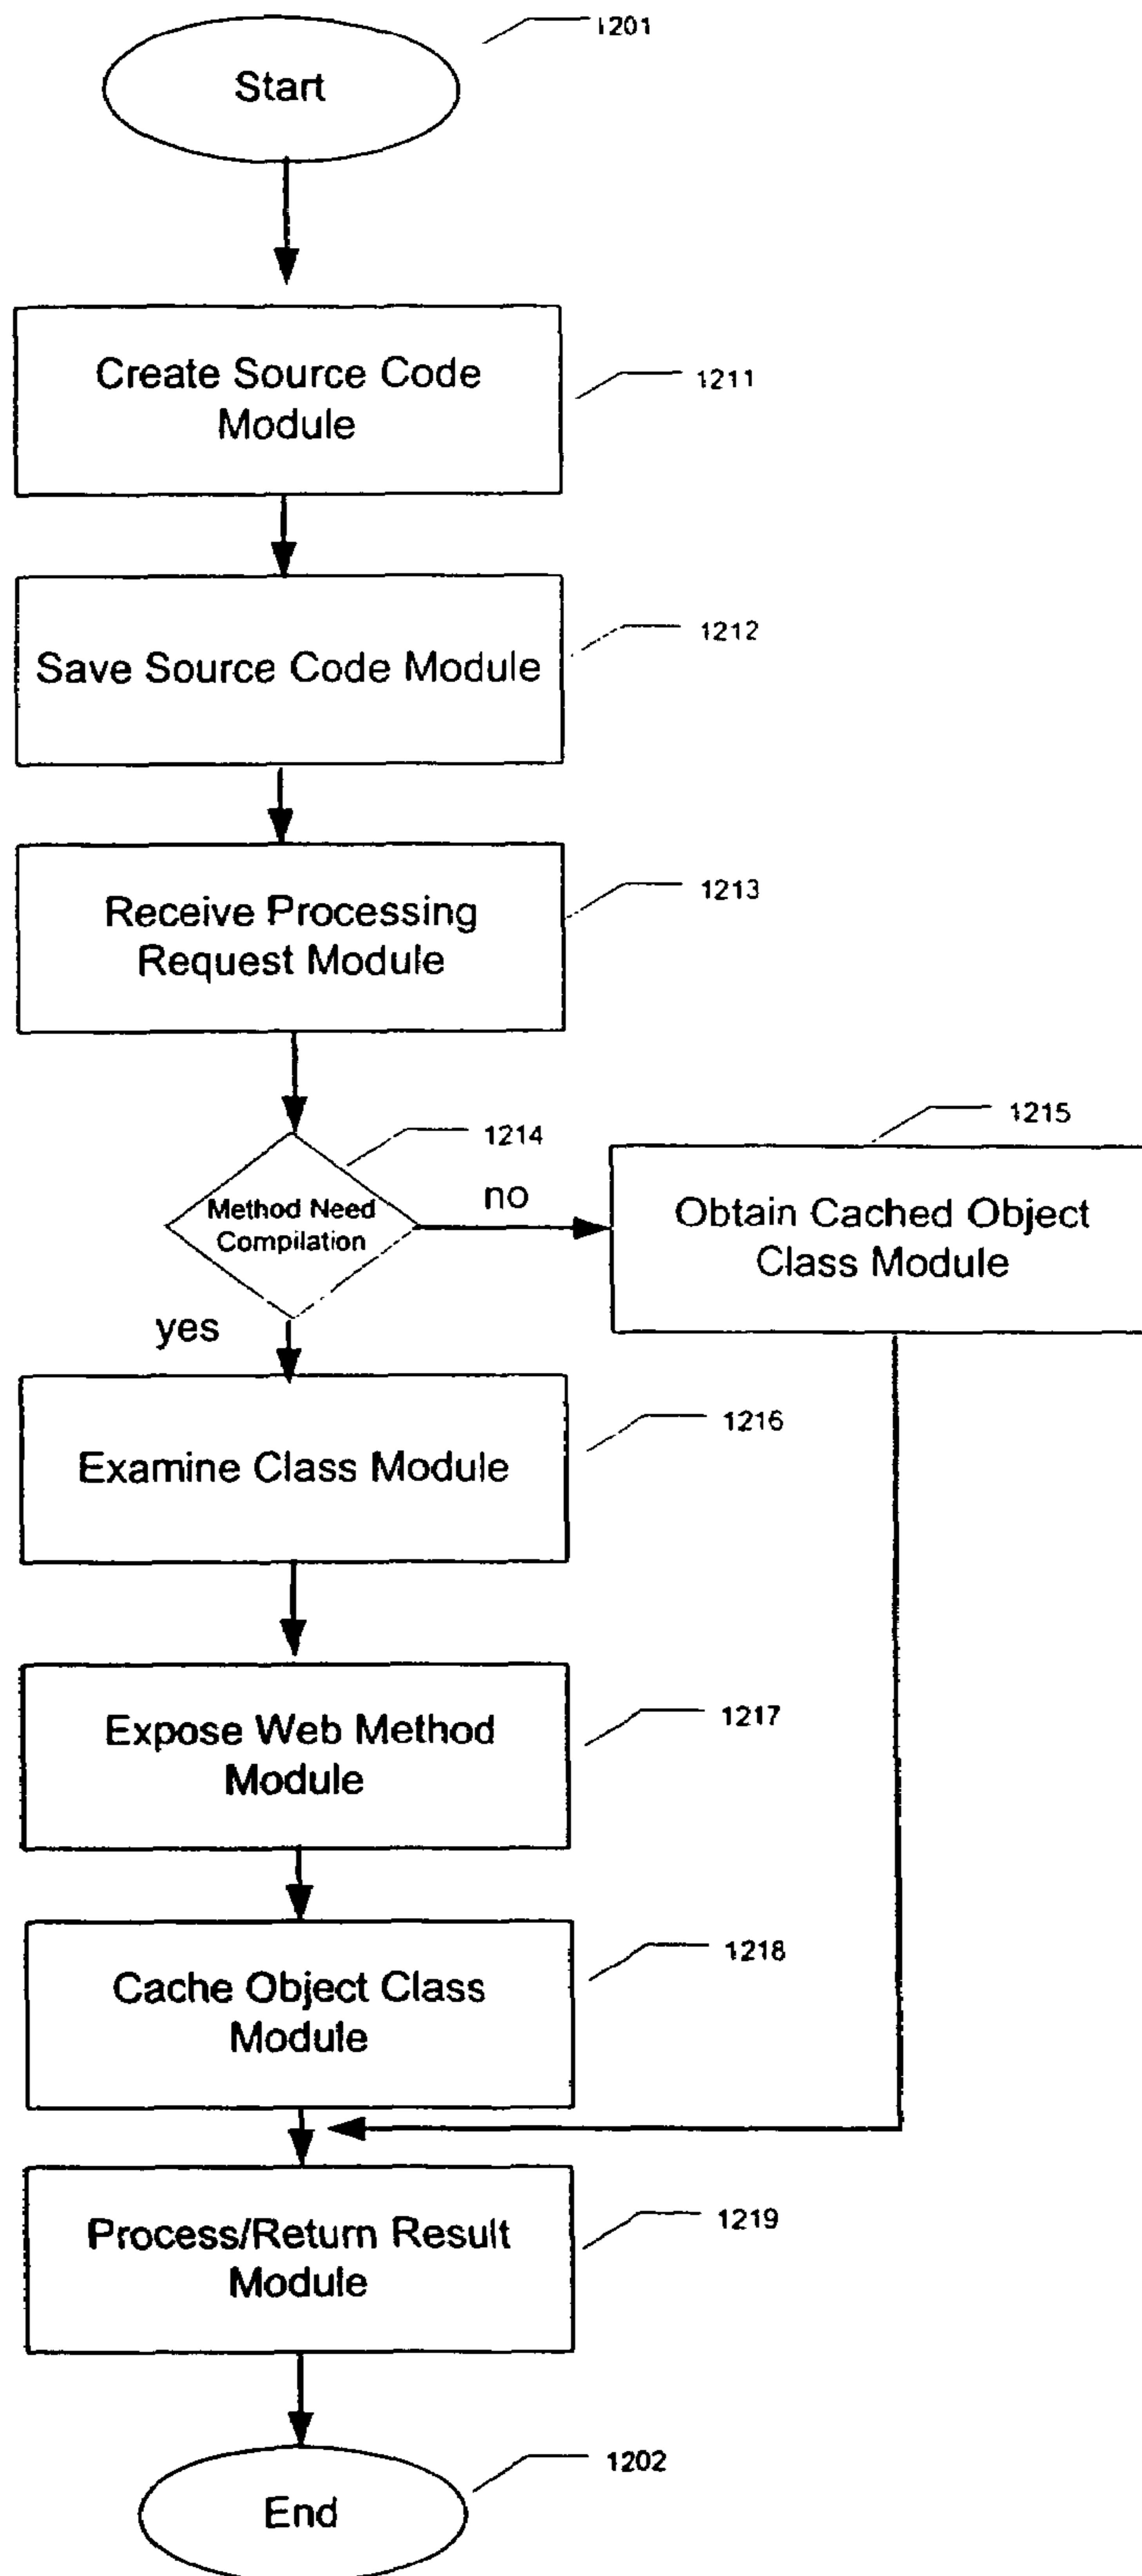 1201
Start
Create Source Code
Module
1211
Save Source Code Module
1212
Receive Processing
Request Module
1213
1214
Method Need
Compilation
no
1215
Obtain Cached Object
Class Module
yes
Examine Class Module
1216
Expose Web Method
Module
1217
Cache Object Class
Module
1218
Process/Return Result
Module
1219
1202
End